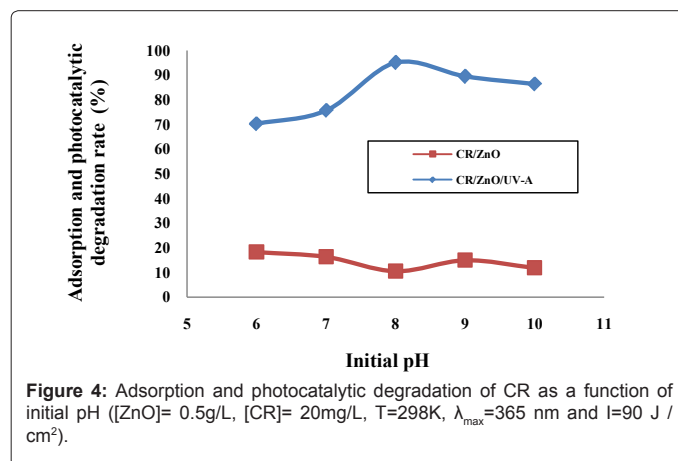 Adsorption and photocatalytic
degradation rate (%)
100
90
80
70
60
50
40
30
20
10
0
CR/ZnO
CR/ZnO/UV-A
5 6 7 8 9 10 11
Initial pH
Figure 4: Adsorption and photocatalytic degradation of CR as a function of
initial pH ([ZnO]= 0.5g/L, [CR]= 20mg/L, T=298K, λmax=365 nm and I=90 J /
cm²).